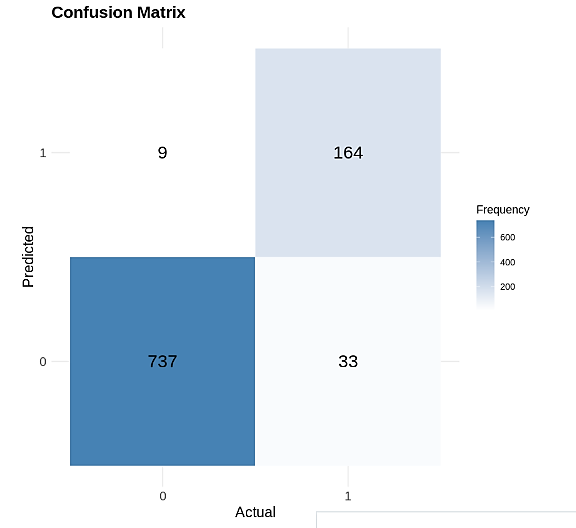 Confusion Matrix
1
9
164
Predicted
0
737
33
0
1
Actual
Frequency
600
400
200